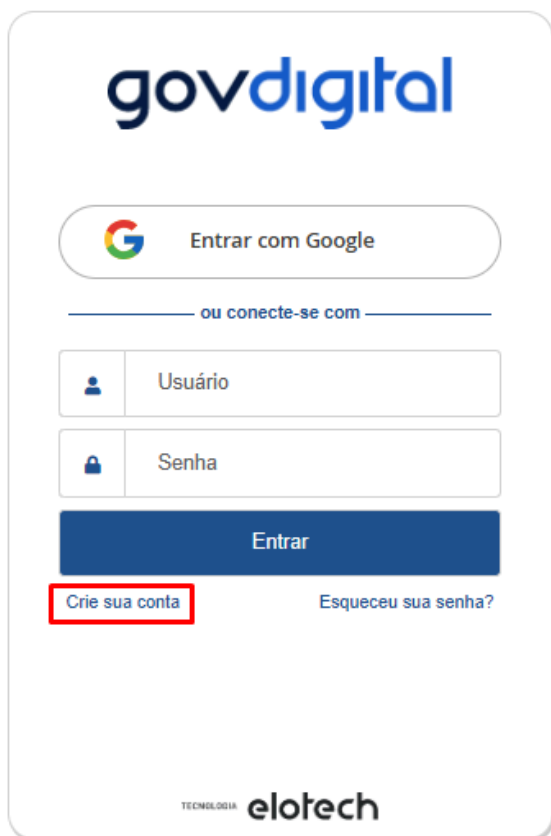 govdigital
Entrar com Google
ou conecte-se com
Usuário
Senha
Entrar
Crie sua conta
Esqueceu sua senha?
TECNOLOGIA elotech